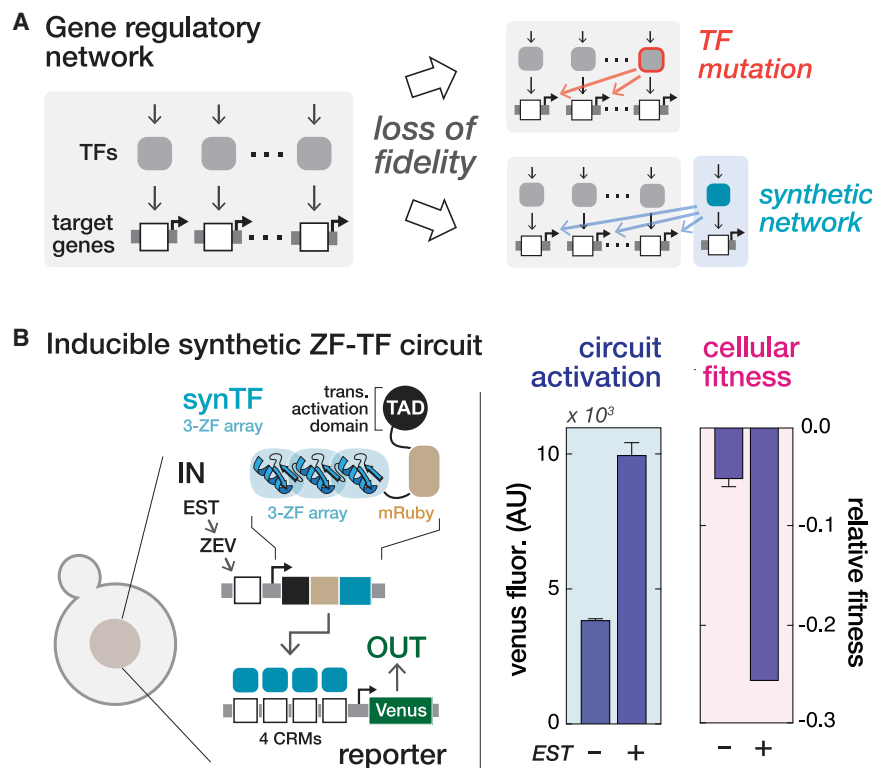 A Gene regulatory
network
TFs
target
genes
loss of
fidelity
TF
mutation
synthetic
network
B Inducible synthetic ZF-TF circuit
synTF
3-ZF array
trans.
activation
domain
TAD
IN
EST
ZEV
3-ZF array
mRuby
OUT
Venus
4 CRMs
reporter
circuit
activation
x 10³
10
5
0
venus fluor. (AU)
EST − +
cellular
fitness
0.0
-0.1
-0.2
-0.3
relative fitness
− +